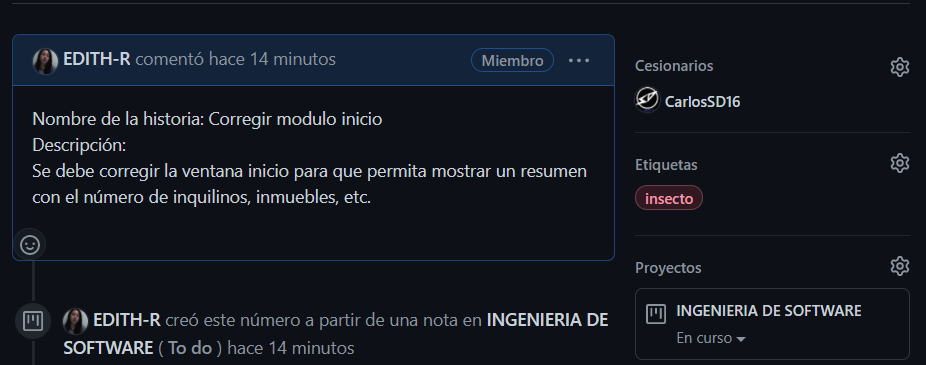 EDITH-R comentó hace 14 minutos
Miembro
Nombre de la historia: Corregir modulo inicio
Descripción:
Se debe corregir la ventana inicio para que permita mostrar un resumen
con el número de inquilinos, inmuebles, etc.
EDITH-R creó este número a partir de una nota en INGENIERIA DE
SOFTWARE ( To do ) hace 14 minutos
Cesionarios
CarlosSD16
Etiquetas
insecto
Proyectos
INGENIERIA DE SOFTWARE
En curso